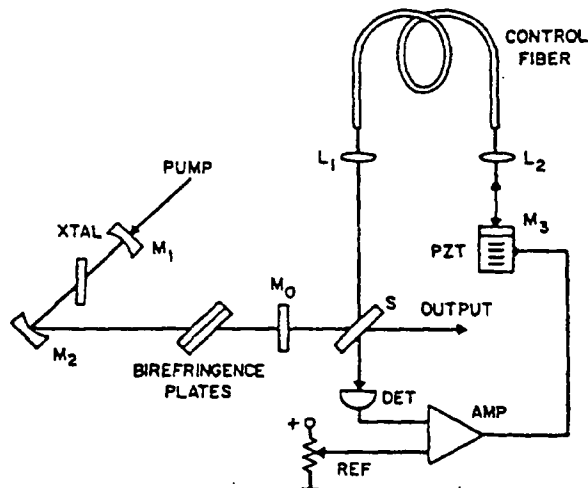 CONTROL
FIBER
L1
L2
PUMP
XTAL
M1
M3
PZT
M0
S
OUTPUT
M2
BIREFRINGENCE
PLATES
DET
AMP
+
REF